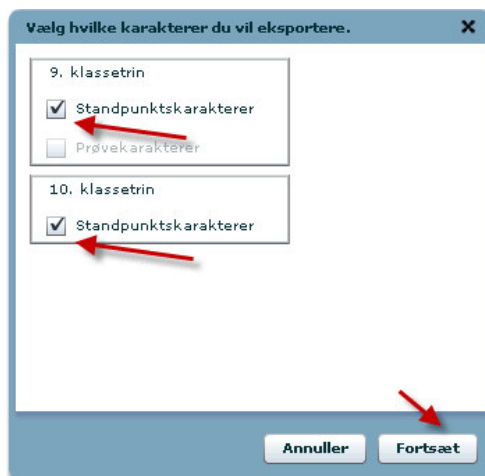 Vælg hvilke karakterer du vil eksportere.
9. klassetrin
Standpunktskarakterer
Prøvekarakterer
10. klassetrin
Standpunktskarakterer
Annuller Fortsæt